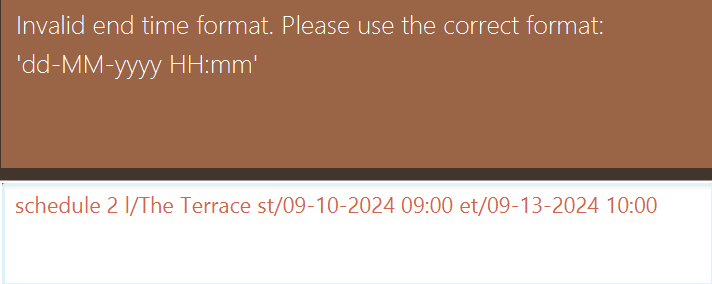 Invalid end time format. Please use the correct format:
'dd-MM-yyyy HH:mm'
schedule 2 l/The Terrace st/09-10-2024 09:00 et/09-13-2024 10:00